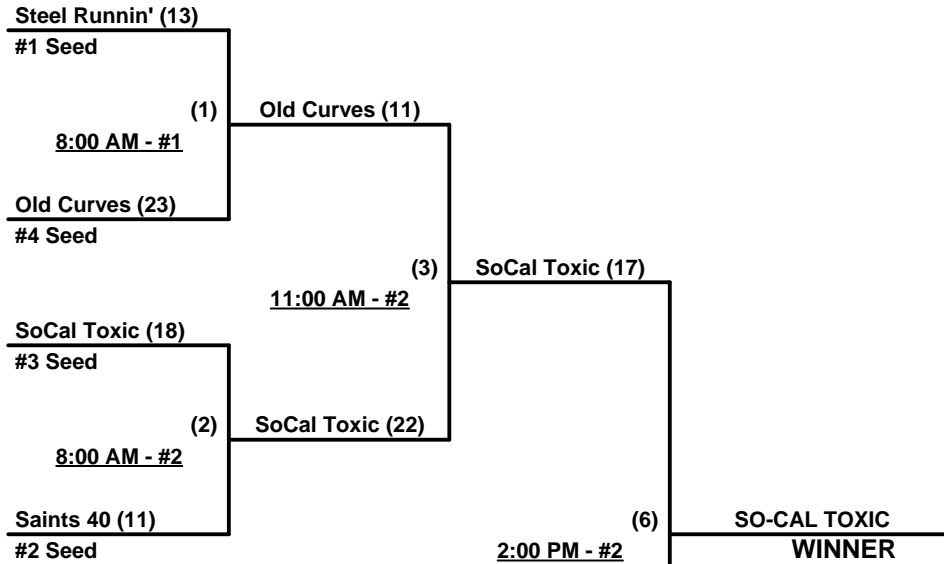 Steel Runnin' (13)
#1 Seed
(1)
Old Curves (11)
8:00 AM - #1
Old Curves (23)
#4 Seed
(3)
SoCal Toxic (17)
11:00 AM - #2
SoCal Toxic (18)
#3 Seed
(2)
SoCal Toxic (22)
8:00 AM - #2
Saints 40 (11)
#2 Seed
(6)
SO-CAL TOXIC
2:00 PM - #2
WINNER